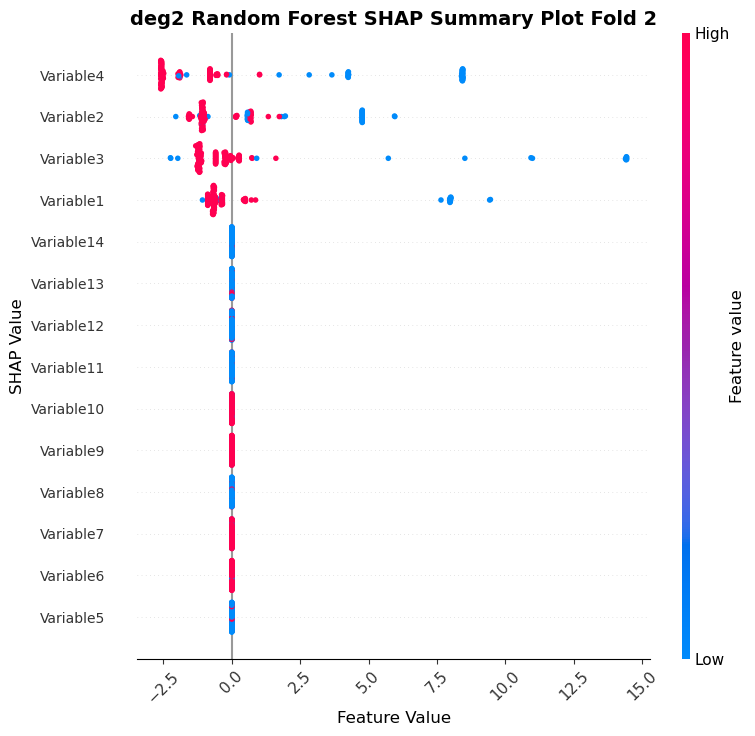 deg2 Random Forest SHAP Summary Plot Fold 2
High
Variable4
Variable2
Variable3
Variable1
Variable14
Variable13
Variable12
Variable11
Variable10
Variable9
Variable8
Variable7
Variable6
Variable5
SHAP Value
Feature value
Low
−2.5 0.0 2.5 5.0 7.5 10.0 12.5 15.0
Feature Value